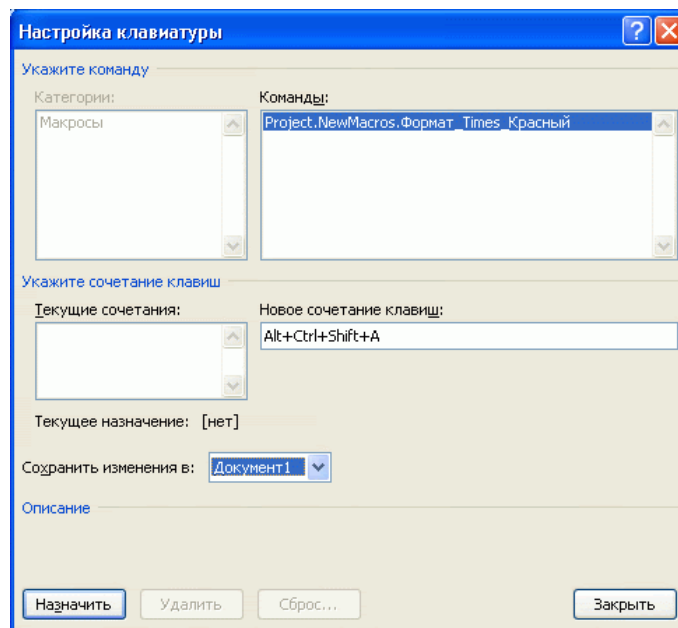 Настройка клавиатуры
Укажите команду
Категории: Команды:
Макросы Project.NewMacros.Формат_Times_Красный
Укажите сочетание клавиш
Текущие сочетания: Новое сочетание клавиш:
Alt+Ctrl+Shift+A
Текущее назначение: [нет]
Сохранить изменения в: Документ1
Описание
Назначить Удалить Сброс... Закрыть